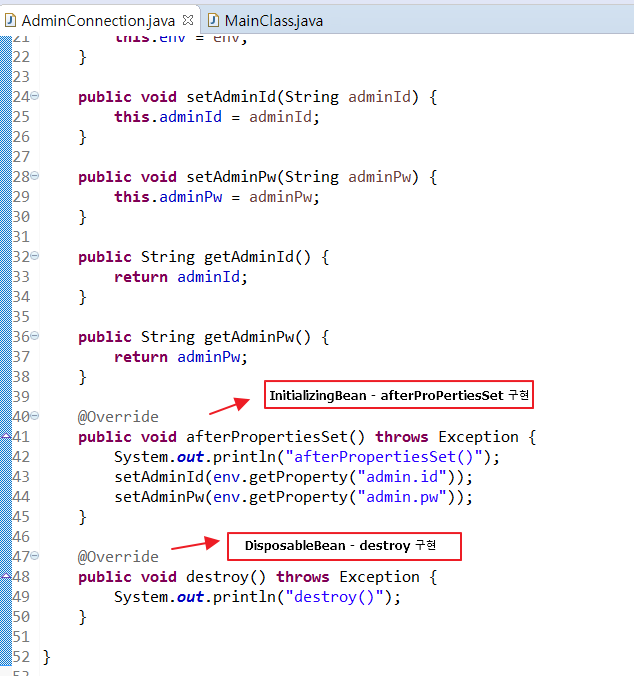 AdminConnection.java MainClass.java
21 this.env = env;
22 }
23
24 public void setAdminId(String adminId) {
25 this.adminId = adminId;
26 }
27
28 public void setAdminPw(String adminPw) {
29 this.adminPw = adminPw;
30 }
31
32 public String getAdminId() {
33 return adminId;
34 }
35
36 public String getAdminPw() {
37 return adminPw;
38 }
39
InitializingBean - afterProPertiesSet 구현
40 @Override
41 public void afterPropertiesSet() throws Exception {
42 System.out.println("afterPropertiesSet()");
43 setAdminId(env.getProperty("admin.id"));
44 setAdminPw(env.getProperty("admin.pw"));
45 }
46
DisposableBean - destroy 구현
47 @Override
48 public void destroy() throws Exception {
49 System.out.println("destroy()");
50 }
51
52 }
53